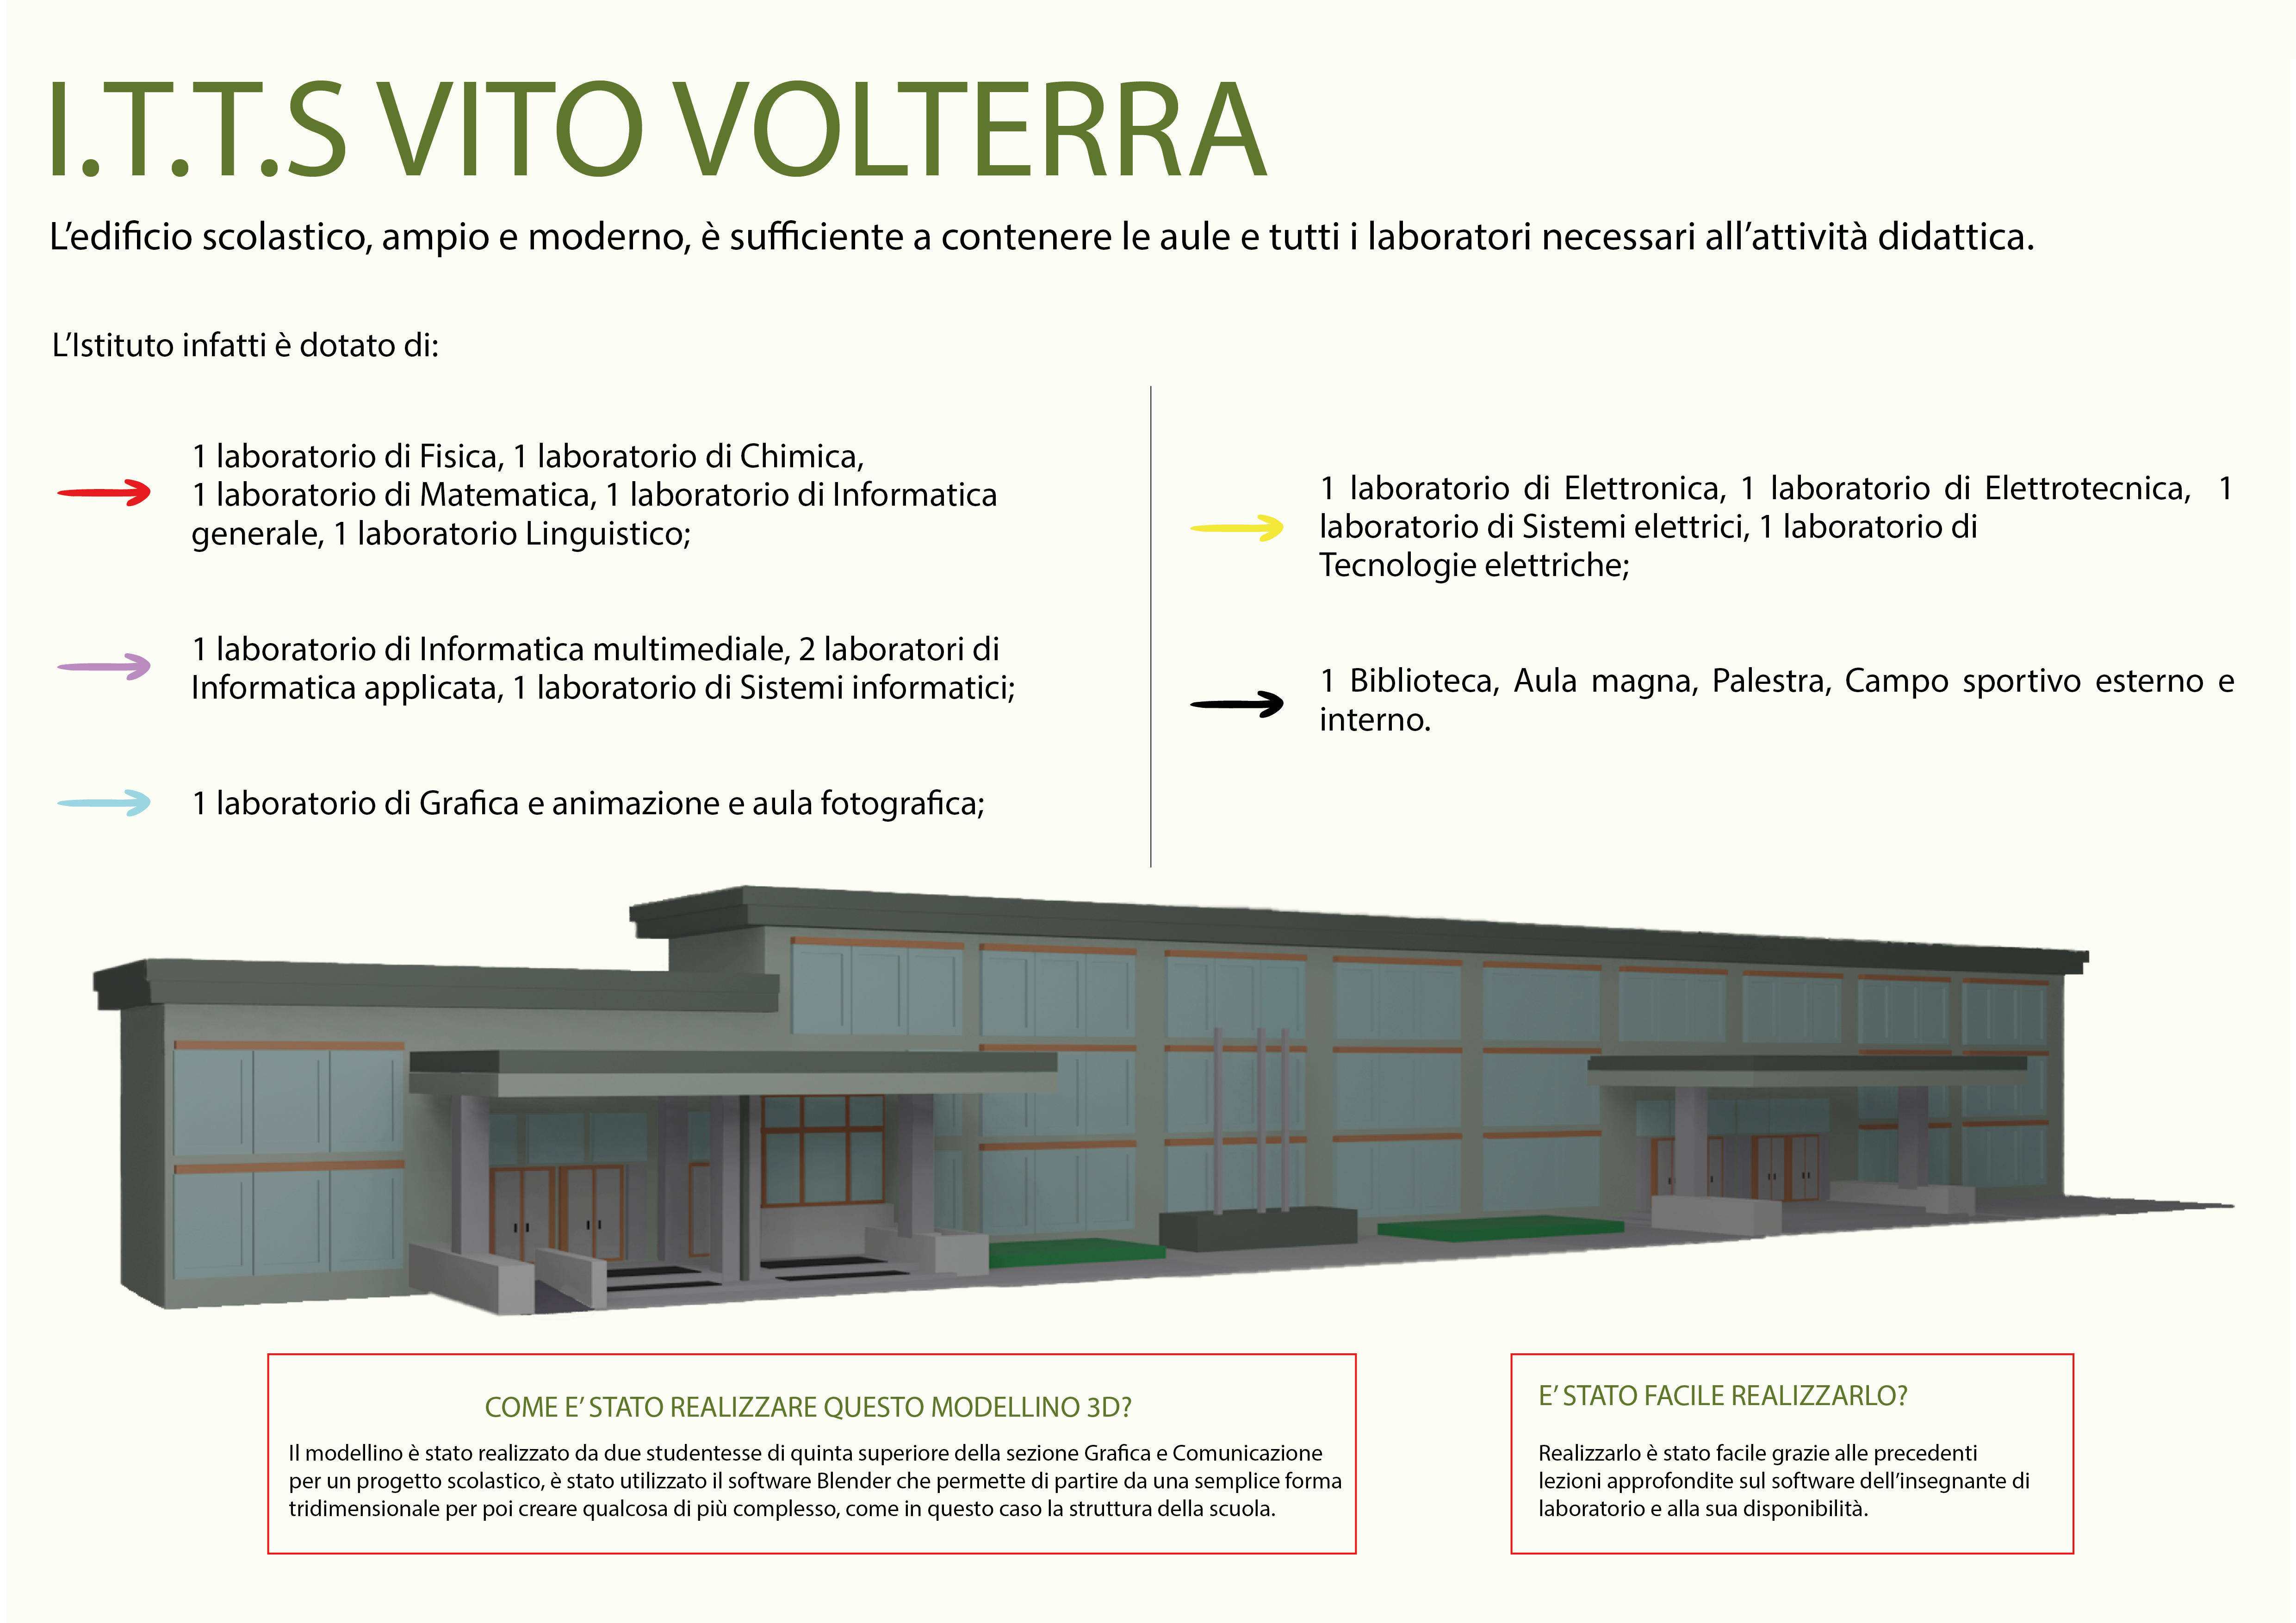 I.T.T.S VITO VOLTERRA
L'edificio scolastico, ampio e moderno, è sufficiente a contenere le aule e tutti i laboratori necessari all'attività didattica.
L'Istituto infatti è dotato di:
1 laboratorio di Fisica, 1 laboratorio di Chimica,
1 laboratorio di Matematica, 1 laboratorio di Informatica
generale, 1 laboratorio Linguistico;
1 laboratorio di Informatica multimediale, 2 laboratori di
Informatica applicata, 1 laboratorio di Sistemi informatici;
1 laboratorio di Grafica e animazione e aula fotografica;
1 laboratorio di Elettronica, 1 laboratorio di Elettrotecnica, 1
laboratorio di Sistemi elettrici, 1 laboratorio di
Tecnologie elettriche;
1 Biblioteca, Aula magna, Palestra, Campo sportivo esterno e
interno.
COME E' STATO REALIZZARE QUESTO MODELLINO 3D?
Il modellino è stato realizzato da due studentesse di quinta superiore della sezione Grafica e Comunicazione
per un progetto scolastico, è stato utilizzato il software Blender che permette di partire da una semplice forma
tridimensionale per poi creare qualcosa di più complesso, come in questo caso la struttura della scuola.
E' STATO FACILE REALIZZARLO?
Realizzarlo è stato facile grazie alle precedenti
lezioni approfondite sul software dell'insegnante di
laboratorio e alla sua disponibilità.